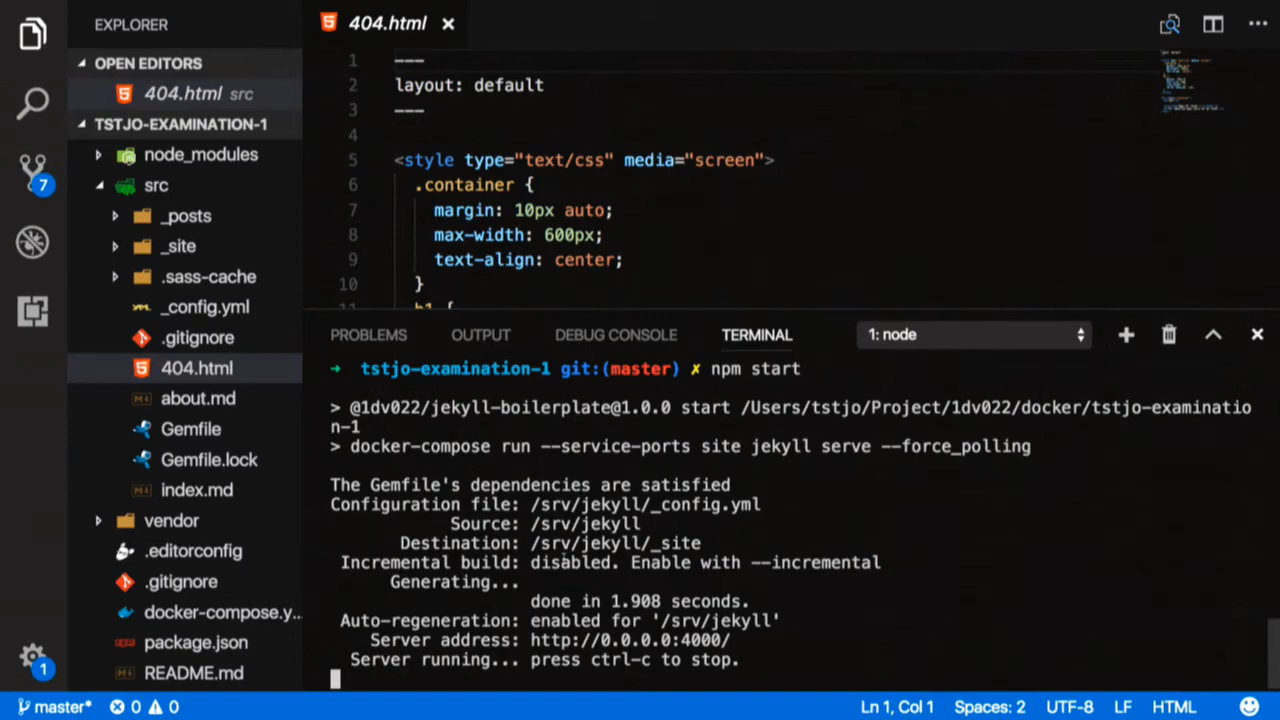 EXPLORER
OPEN EDITORS
404.html src
TSTJO-EXAMINATION-1
node_modules
src
_posts
_site
.sass-cache
_config.yml
.gitignore
404.html
about.md
Gemfile
Gemfile.lock
index.md
vendor
.editorconfig
.gitignore
docker-compose.y...
package.json
README.md
7
1
404.html
1 ---
2 layout: default
3 ---
4
5 <style type="text/css" media="screen">
6 .container {
7 margin: 10px auto;
8 max-width: 600px;
9 text-align: center;
10 }
11 h1 {
PROBLEMS OUTPUT DEBUG CONSOLE TERMINAL 1: node
➜ tstjo-examination-1 git:(master) ✗ npm start
> @1dv022/jekyll-boilerplate@1.0.0 start /Users/tstjo/Project/1dv022/docker/tstjo-examinatio
n-1
> docker-compose run --service-ports site jekyll serve --force_polling
The Gemfile's dependencies are satisfied
Configuration file: /srv/jekyll/_config.yml
Source: /srv/jekyll
Destination: /srv/jekyll/_site
Incremental build: disabled. Enable with --incremental
Generating...
done in 1.908 seconds.
Auto-regeneration: enabled for '/srv/jekyll'
Server address: http://0.0.0.0:4000/
Server running... press ctrl-c to stop.
master* 0 0 Ln 1, Col 1 Spaces: 2 UTF-8 LF HTML